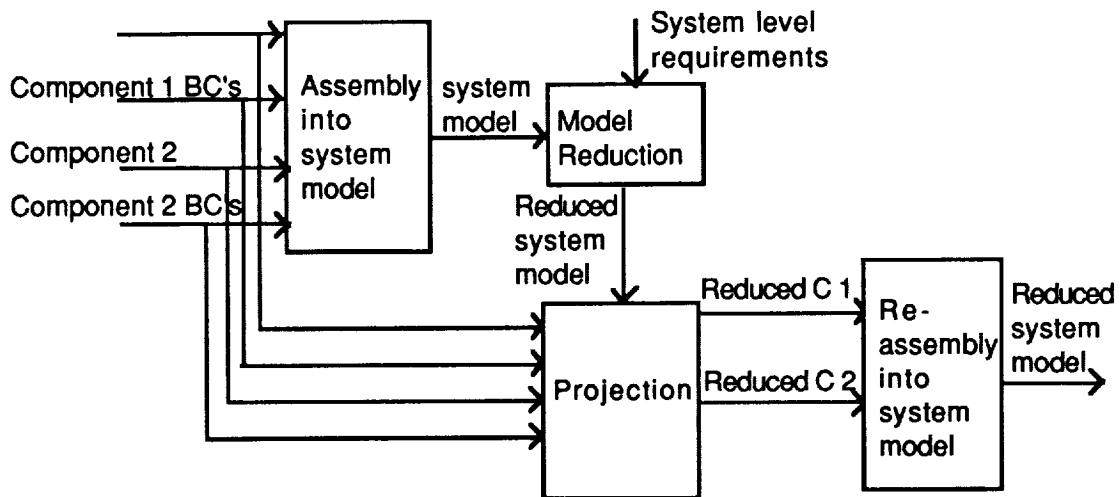 System level
requirements
Component 1 BC's
Component 2
Component 2 BC's
Assembly
into
system
model
system
model
Model
Reduction
Reduced
system
model
Projection
Reduced C 1
Reduced C 2
Re-
assembly
into
system
model
Reduced
system
model